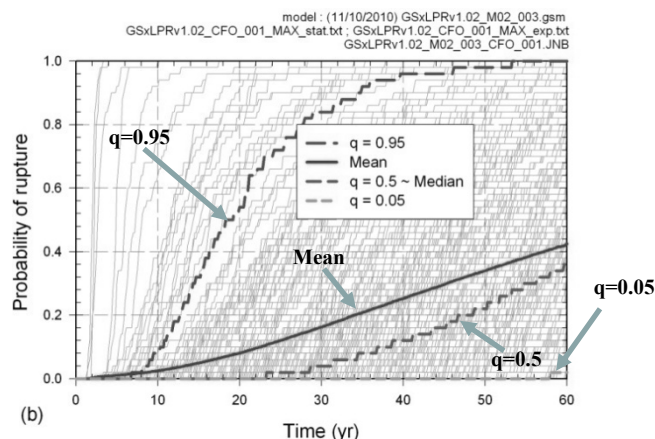 model : (11/10/2010) GSxLPRv1.02_M02_003.gsm
GSxLPRv1.02_CFO_001_MAX_stat.txt ; GSxLPRv1.02_CFO_001_MAX_exp.txt
GSxLPRv1.02_M02_003_CFO_001.JNB
Probability of rupture
1.0
0.8
0.6
0.4
0.2
0.0
q=0.95
q = 0.95
Mean
q = 0.5 ~ Median
q = 0.05
Mean
q=0.05
q=0.5
0 10 20 30 40 50 60
(b)
Time (yr)